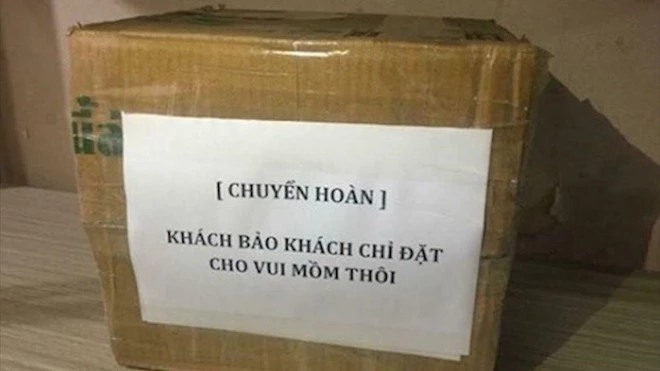 [ CHUYỂN HOÀN ]
KHÁCH BẢO KHÁCH CHỈ ĐẶT
CHO VUI MỒM THÔI